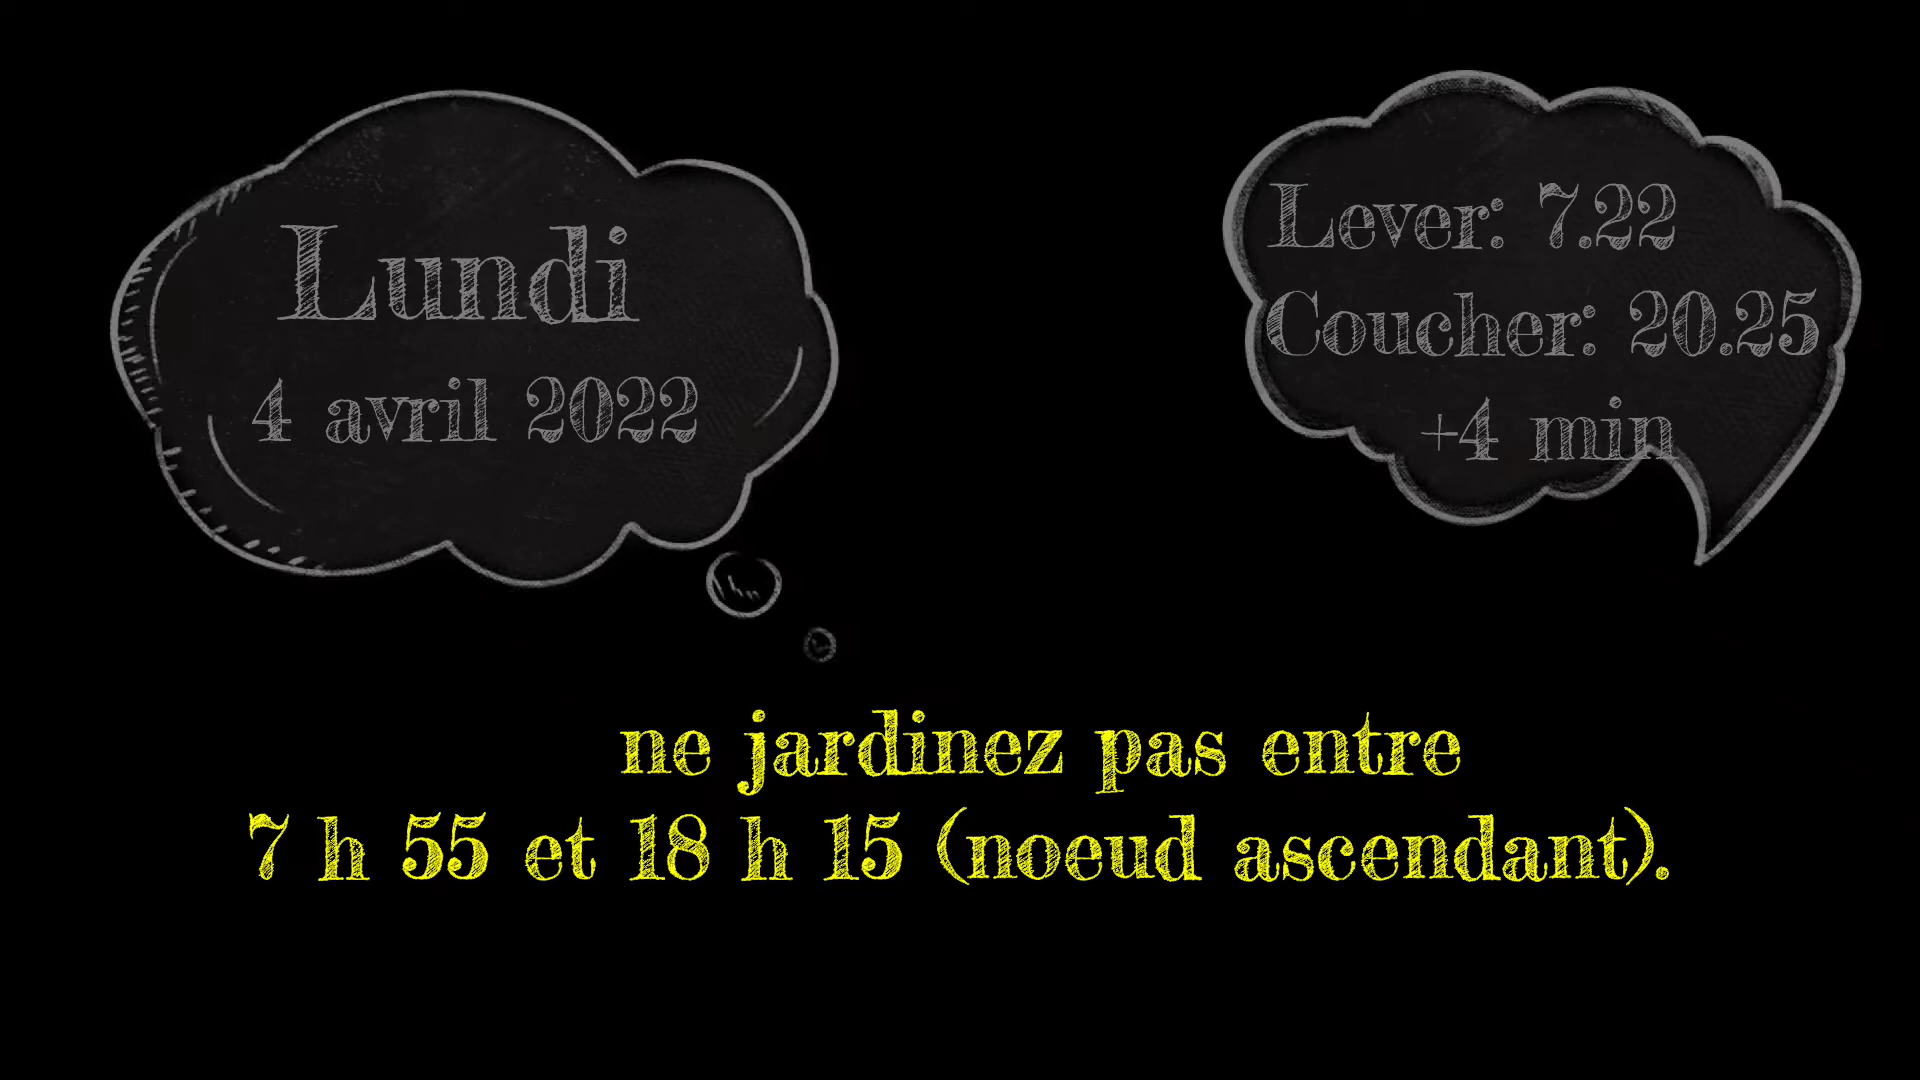 Lundi
4 avril 2022
Lever: 7.22
Coucher: 20.25
+4 min
ne jardinez pas entre
7 h 55 et 18 h 15 (noeud ascendant).